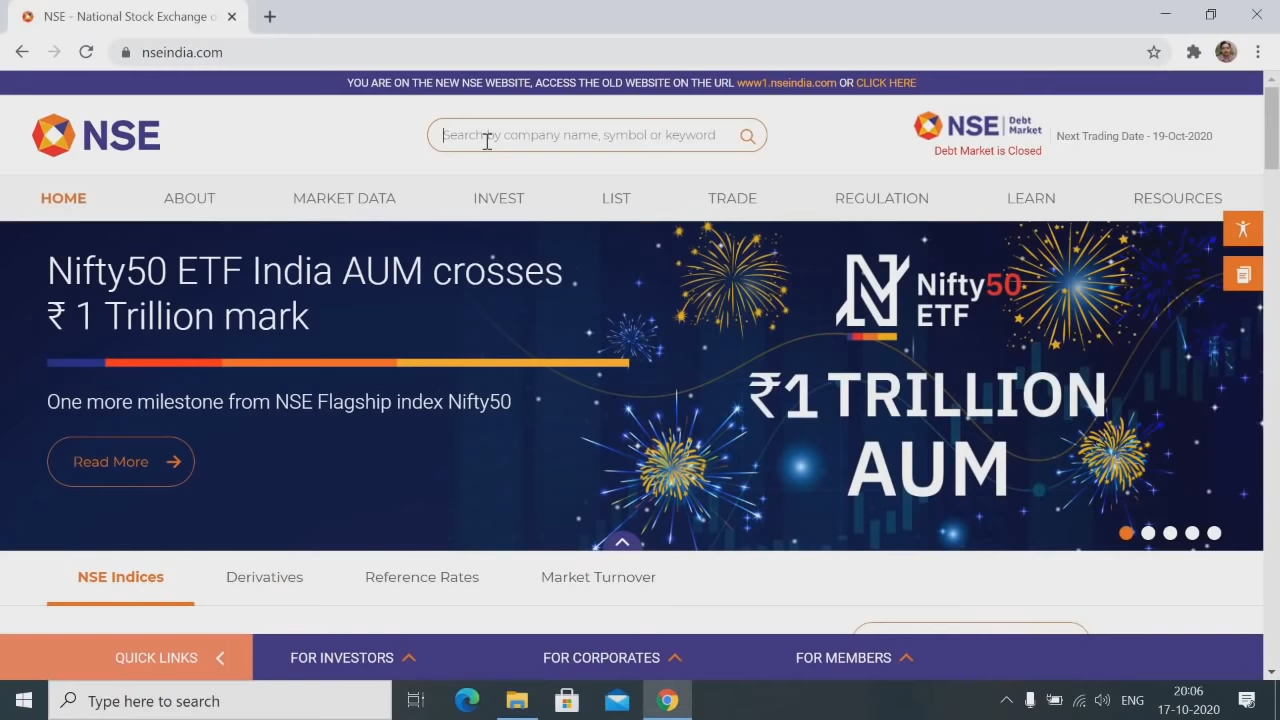 NSE - National Stock Exchange o
nseindia.com
YOU ARE ON THE NEW NSE WEBSITE, ACCESS THE OLD WEBSITE ON THE URL www1.nseindia.com OR CLICK HERE
NSE
Search by company name, symbol or keyword
NSE Debt Market
Next Trading Date - 19-Oct-2020
Debt Market is Closed
HOME ABOUT MARKET DATA INVEST LIST TRADE REGULATION LEARN RESOURCES
Nifty50 ETF India AUM crosses
₹ 1 Trillion mark
One more milestone from NSE Flagship index Nifty50
Read More
Nifty50
ETF
₹1 TRILLION
AUM
NSE Indices Derivatives Reference Rates Market Turnover
QUICK LINKS FOR INVESTORS FOR CORPORATES FOR MEMBERS
Type here to search
ENG
20:06
17-10-2020